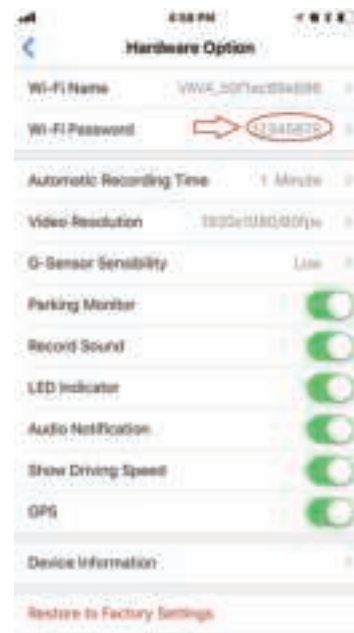 4:58 PM
Hardware Option
Wi-Fi Name
Wi-Fi Password 12345678
Automatic Recording Time 1 Minute
Video Resolution
G-Sensor Sensibility Low
Parking Monitor
Record Sound
LED Indicator
Audio Notification
Show Driving Speed
GPS
Device Information
Restore to Factory Settings